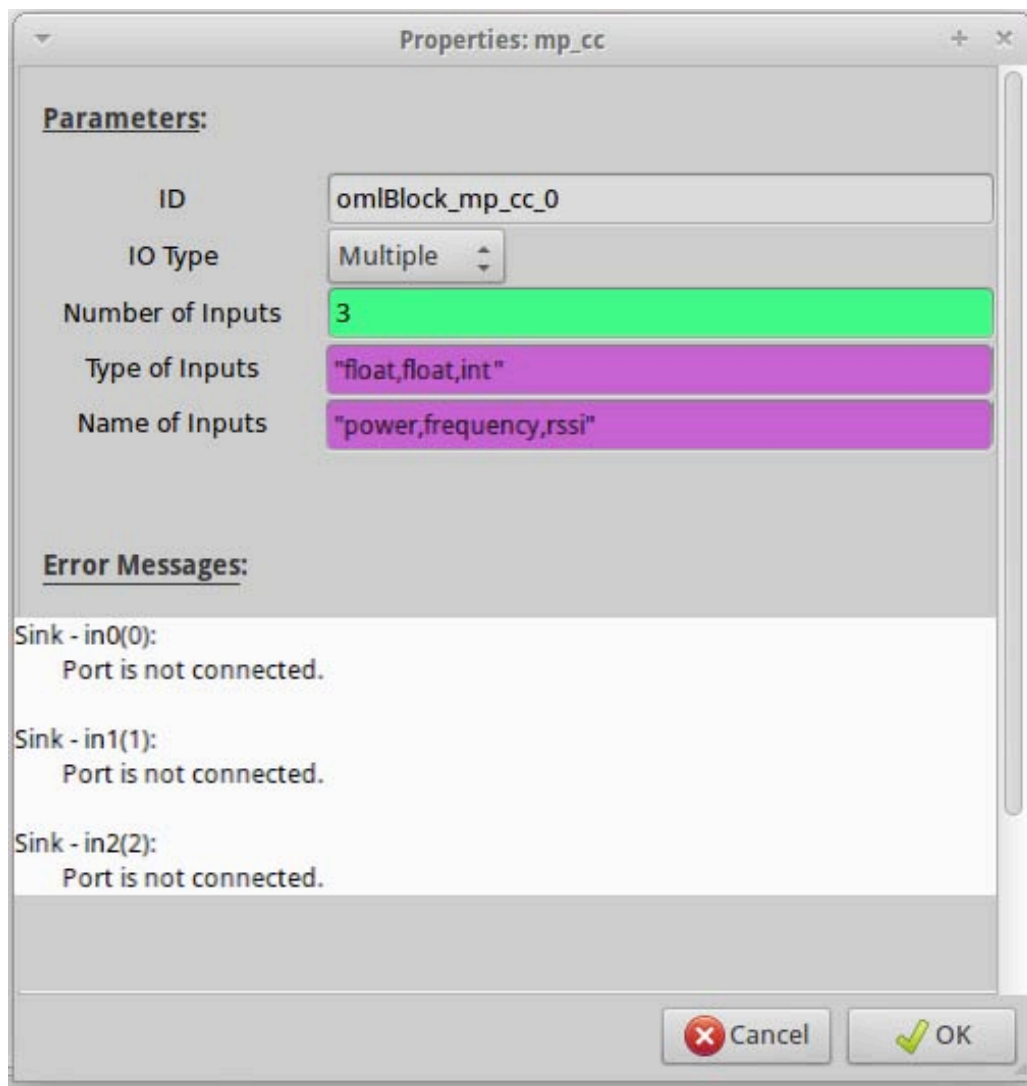 Properties: mp_cc
Parameters:
ID omlBlock_mp_cc_0
IO Type Multiple
Number of Inputs 3
Type of Inputs "float,float,int"
Name of Inputs "power,frequency,rssi"
Error Messages:
Sink - in0(0):
Port is not connected.
Sink - in1(1):
Port is not connected.
Sink - in2(2):
Port is not connected.
Cancel OK